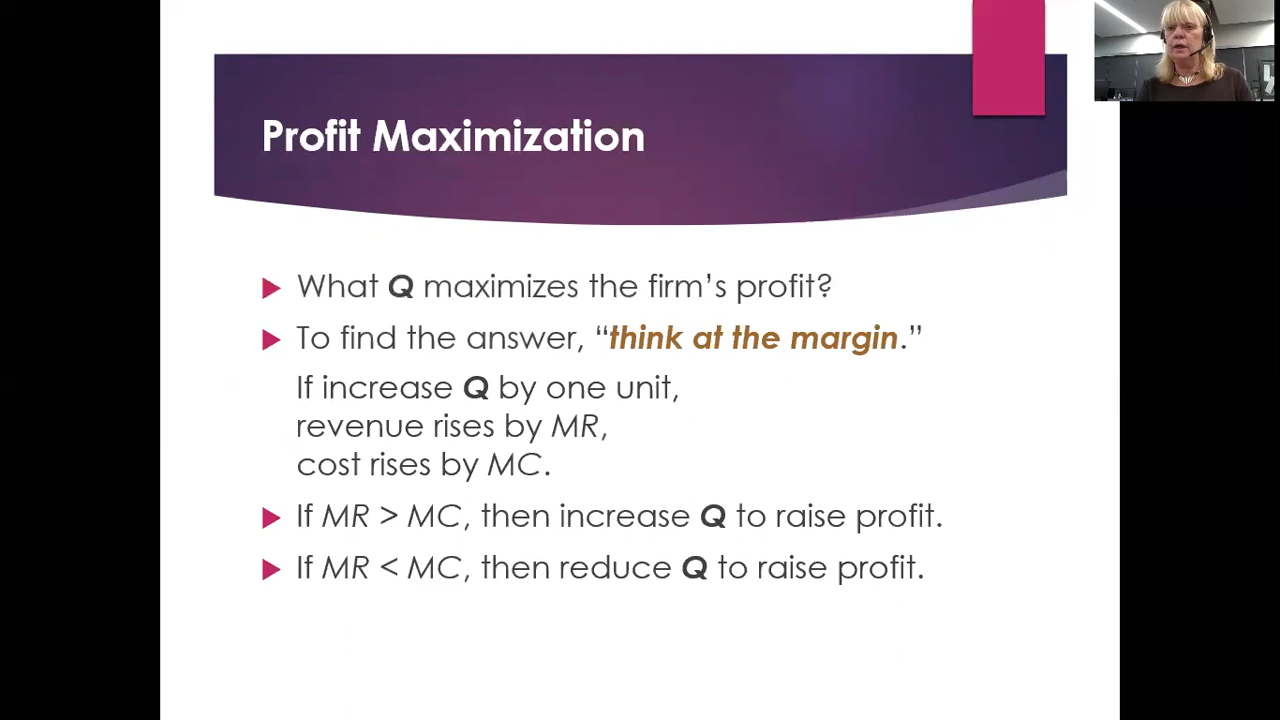 Profit Maximization
What Q maximizes the firm’s profit?
To find the answer, “think at the margin.”
If increase Q by one unit,
revenue rises by MR,
cost rises by MC.
If MR > MC, then increase Q to raise profit.
If MR < MC, then reduce Q to raise profit.